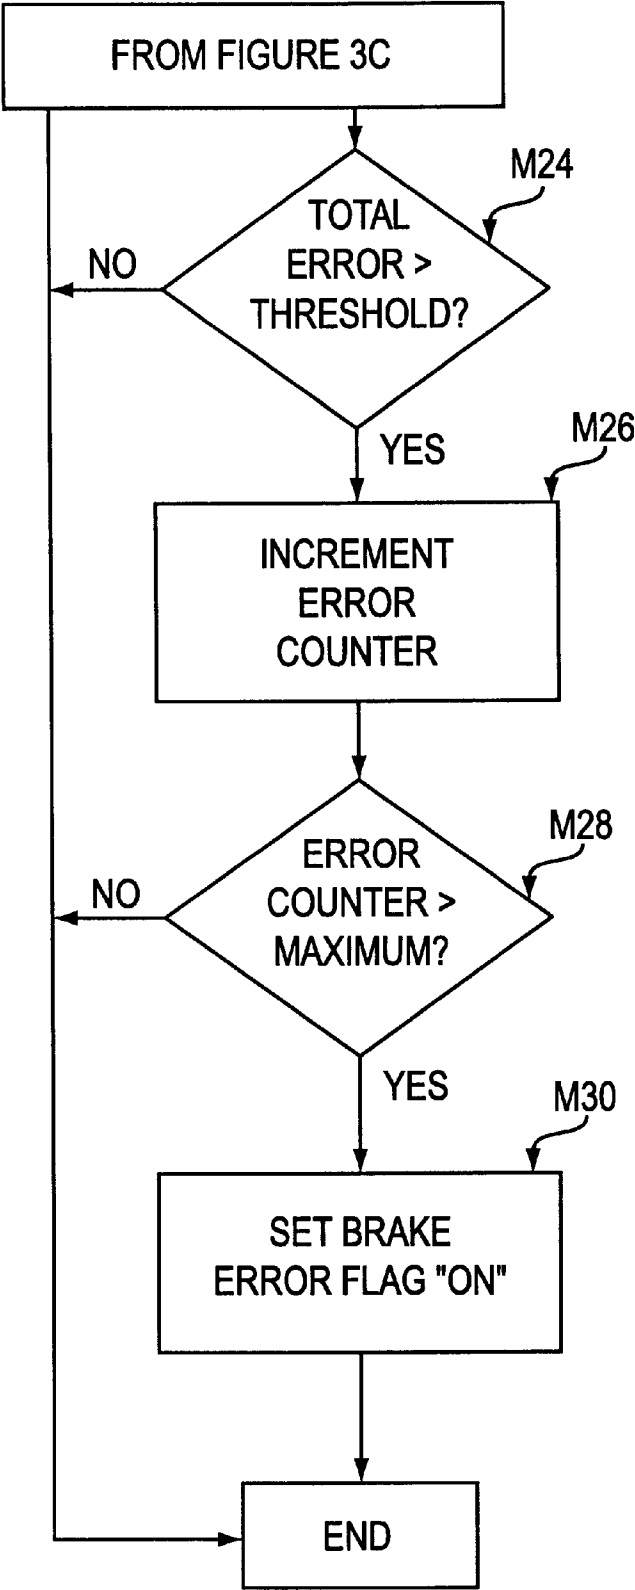 FROM FIGURE 3C
M24
TOTAL
ERROR >
THRESHOLD?
NO
YES
M26
INCREMENT
ERROR
COUNTER
M28
ERROR
COUNTER >
MAXIMUM?
NO
YES
M30
SET BRAKE
ERROR FLAG "ON"
END